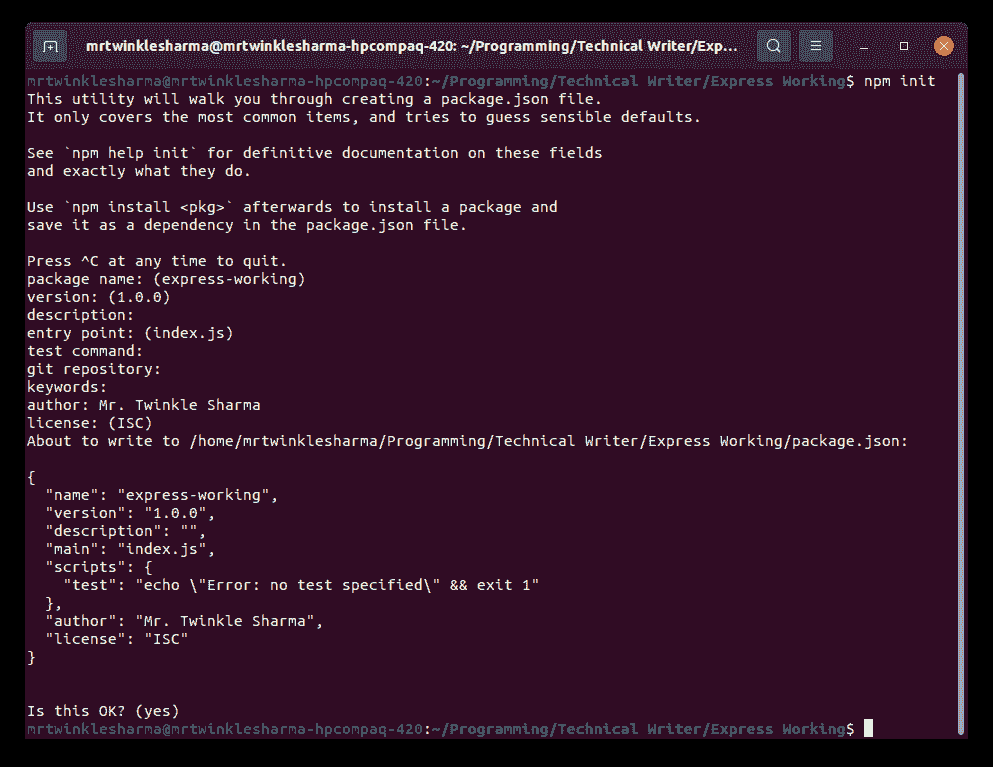 mrtwinklesharma@mrtwinklesharma-hpcompaq-420: ~/Programming/Technical Writer/Exp...
mrtwinklesharma@mrtwinklesharma-hpcompaq-420:~/Programming/Technical Writer/Express Working$ npm init
This utility will walk you through creating a package.json file.
It only covers the most common items, and tries to guess sensible defaults.

See `npm help init` for definitive documentation on these fields
and exactly what they do.

Use `npm install <pkg>` afterwards to install a package and
save it as a dependency in the package.json file.

Press ^C at any time to quit.
package name: (express-working)
version: (1.0.0)
description:
entry point: (index.js)
test command:
git repository:
keywords:
author: Mr. Twinkle Sharma
license: (ISC)
About to write to /home/mrtwinklesharma/Programming/Technical Writer/Express Working/package.json:

{
  "name": "express-working",
  "version": "1.0.0",
  "description": "",
  "main": "index.js",
  "scripts": {
    "test": "echo \"Error: no test specified\" && exit 1"
  },
  "author": "Mr. Twinkle Sharma",
  "license": "ISC"
}


Is this OK? (yes)
mrtwinklesharma@mrtwinklesharma-hpcompaq-420:~/Programming/Technical Writer/Express Working$